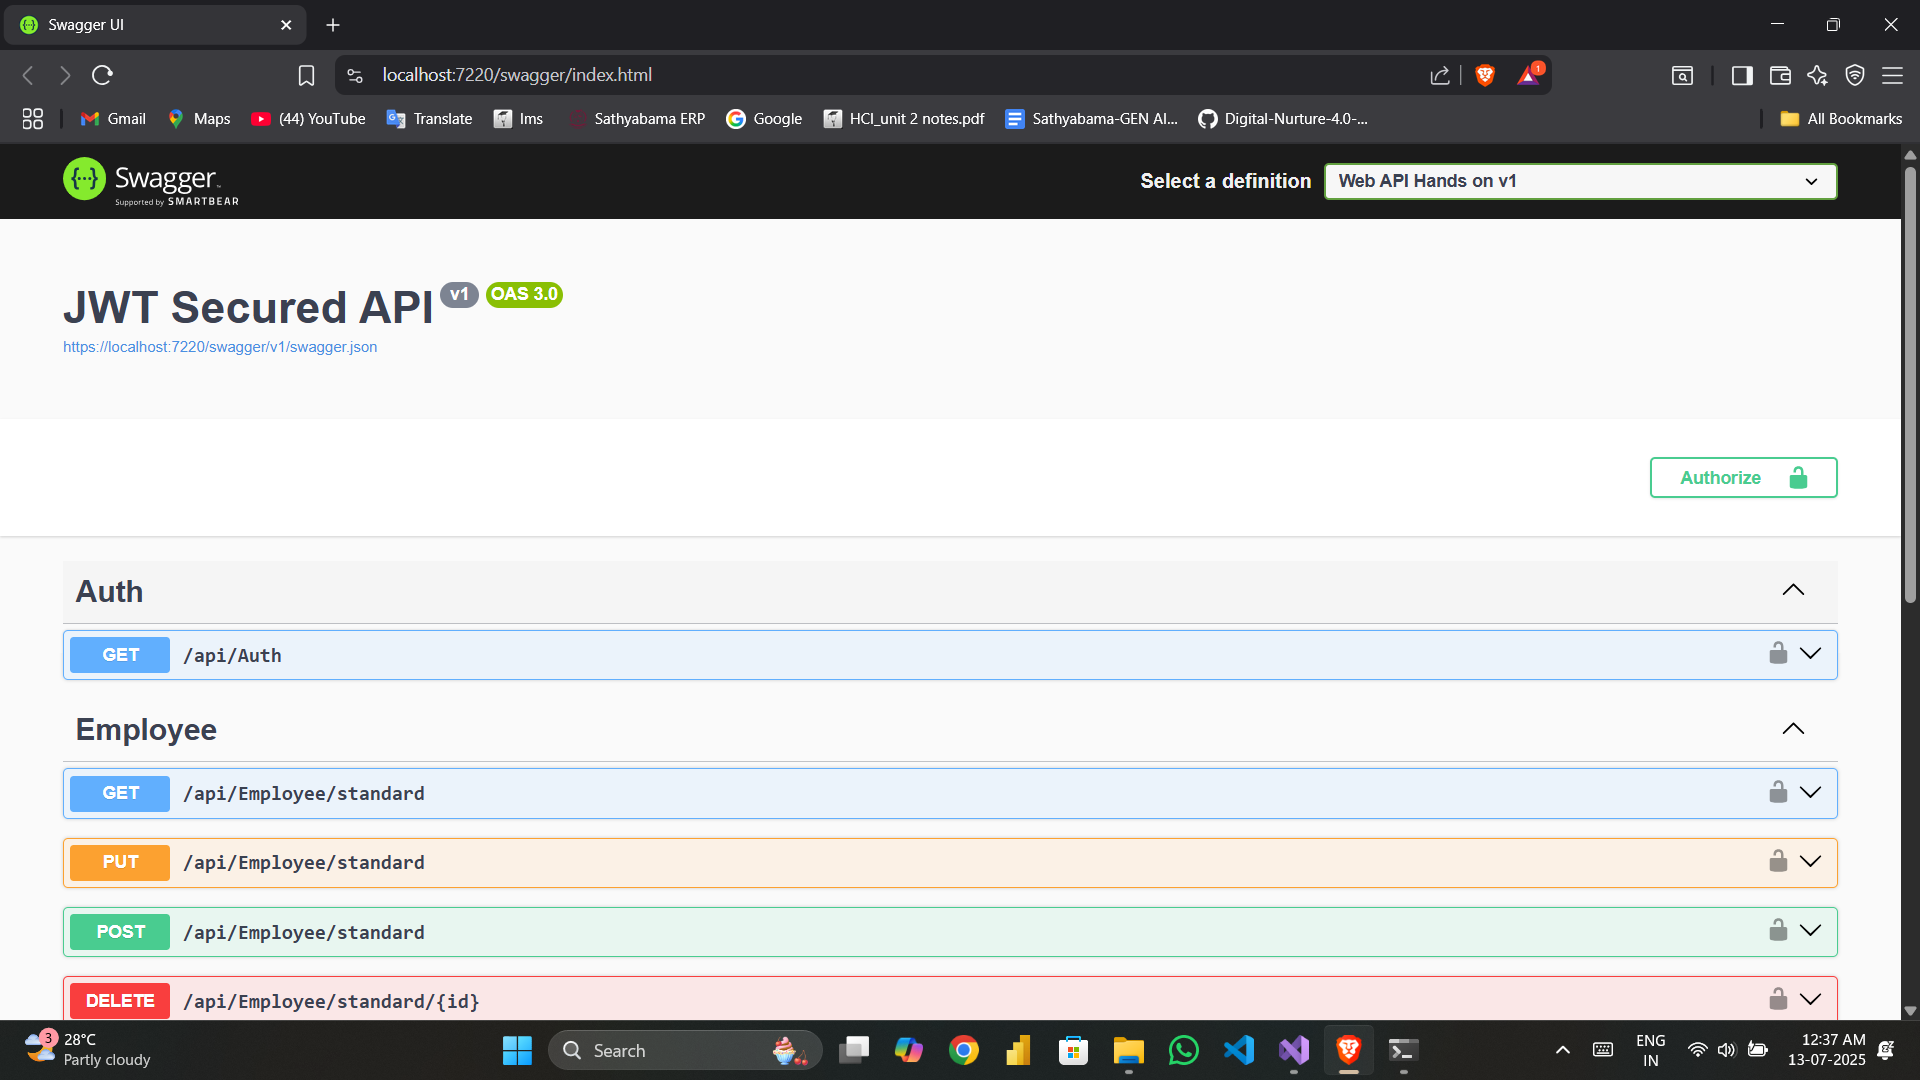 Swagger UI
localhost:7220/swagger/index.html
1
Gmail
Maps
(44) YouTube
Translate
Ims
Sathyabama ERP
Google
HCI_unit 2 notes.pdf
Sathyabama-GEN AI...
Digital-Nurture-4.0-...
All Bookmarks
Swagger
Supported by SMARTBEAR
Select a definition
Web API Hands on v1
JWT Secured API v1 OAS 3.0
https://localhost:7220/swagger/v1/swagger.json
Authorize
Auth
GET /api/Auth
Employee
GET /api/Employee/standard
PUT /api/Employee/standard
POST /api/Employee/standard
DELETE /api/Employee/standard/{id}
3
28°C
Partly cloudy
Search
ENG
IN
12:37 AM
13-07-2025